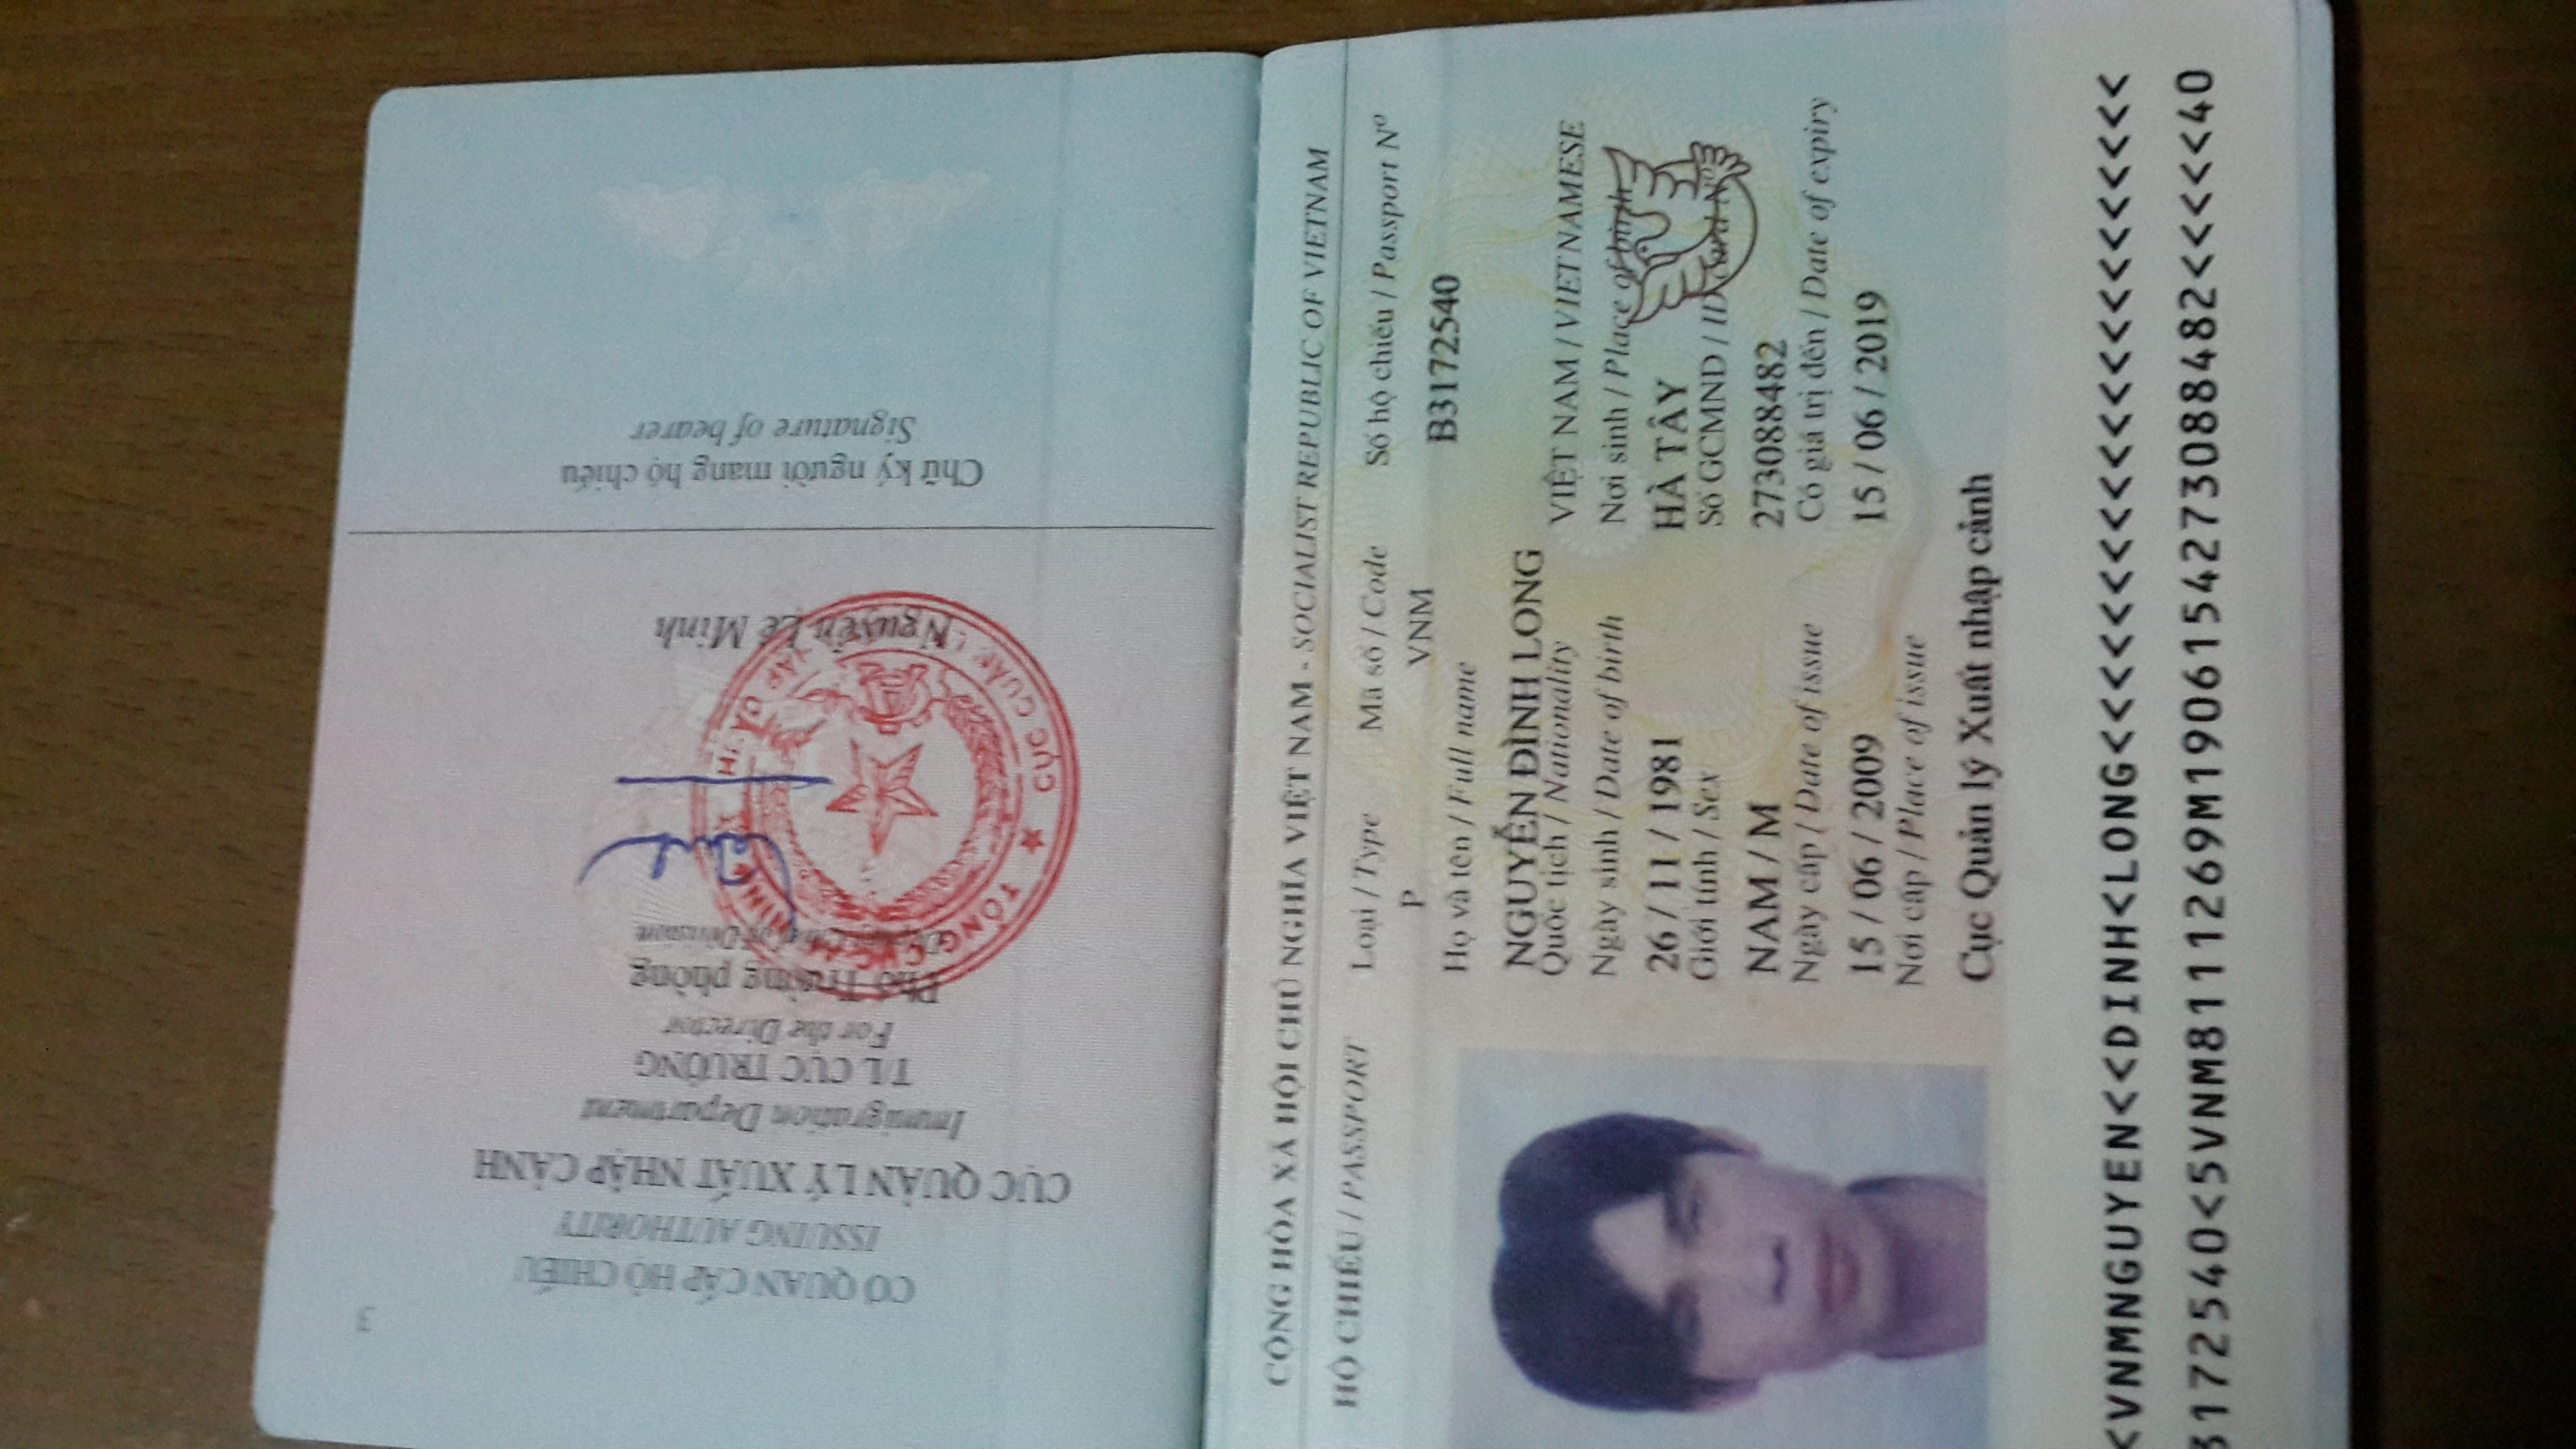 3
CƠ QUAN CẤP HỘ CHIẾU
ISSUING AUTHORITY
CỤC QUẢN LÝ XUẤT NHẬP CẢNH
Immigration Department
T/L CỤC TRƯỞNG
For the Director
Phó Trưởng phòng
Division
TỔNG CỤC AN NINH
CỤC QUẢN
Nguyễn Lê Minh
Chữ ký người mang hộ chiếu
Signature of bearer
CỘNG HÒA XÃ HỘI CHỦ NGHĨA VIỆT NAM - SOCIALIST REPUBLIC OF VIETNAM
HỘ CHIẾU / PASSPORT Loại / Type Mã số / Code Số hộ chiếu / Passport Nº
P VNM B3172540
Họ và tên / Full name
NGUYỄN ĐÌNH LONG
Quốc tịch / Nationality VIỆT NAM / VIETNAMESE
Ngày sinh / Date of birth Nơi sinh / Place of birth
26 / 11 / 1981 HÀ TÂY
Giới tính / Sex Số GCMND / ID card Nº
NAM / M 273088482
Ngày cấp / Date of issue Có giá trị đến / Date of expiry
15 / 06 / 2009 15 / 06 / 2019
Nơi cấp / Place of issue
Cục Quản lý Xuất nhập cảnh
<VNMNGUYEN<<DINH<LONG<<<<<<<<<<<<<<<<<<<<<
3172540<5VNM8111269M1906154273088482<<<<<40